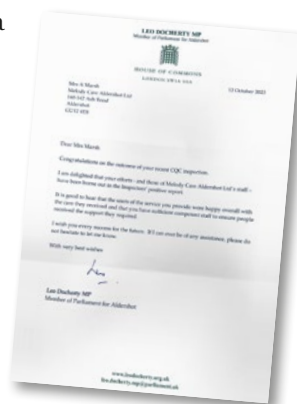 a
LEO DOCHERTY MP
Member of Parliament for Aldershot
HOUSE OF COMMONS
LONDON SW1A 0AA
13 October 2022
Mrs A Marsh
Melody Care Aldershot Ltd
Ash Road
Aldershot
GU12
Dear Mrs Marsh
Congratulations on the outcome of your recent CQC inspection.
I am delighted that your efforts - and those of Melody Care Aldershot Ltd's staff -
have been borne out in the Inspectors' positive report.
It is good to hear that the users of the service you provide were happy overall with
the care they received and that you have sufficient competent staff to ensure people
received the support they required.
I wish you every success for the future. If I can ever be of any assistance, please do
not hesitate to let me know.
With very best wishes
Leo Docherty MP
Member of Parliament for Aldershot
www.leodocherty.org.uk
leo.docherty.mp@parliament.uk